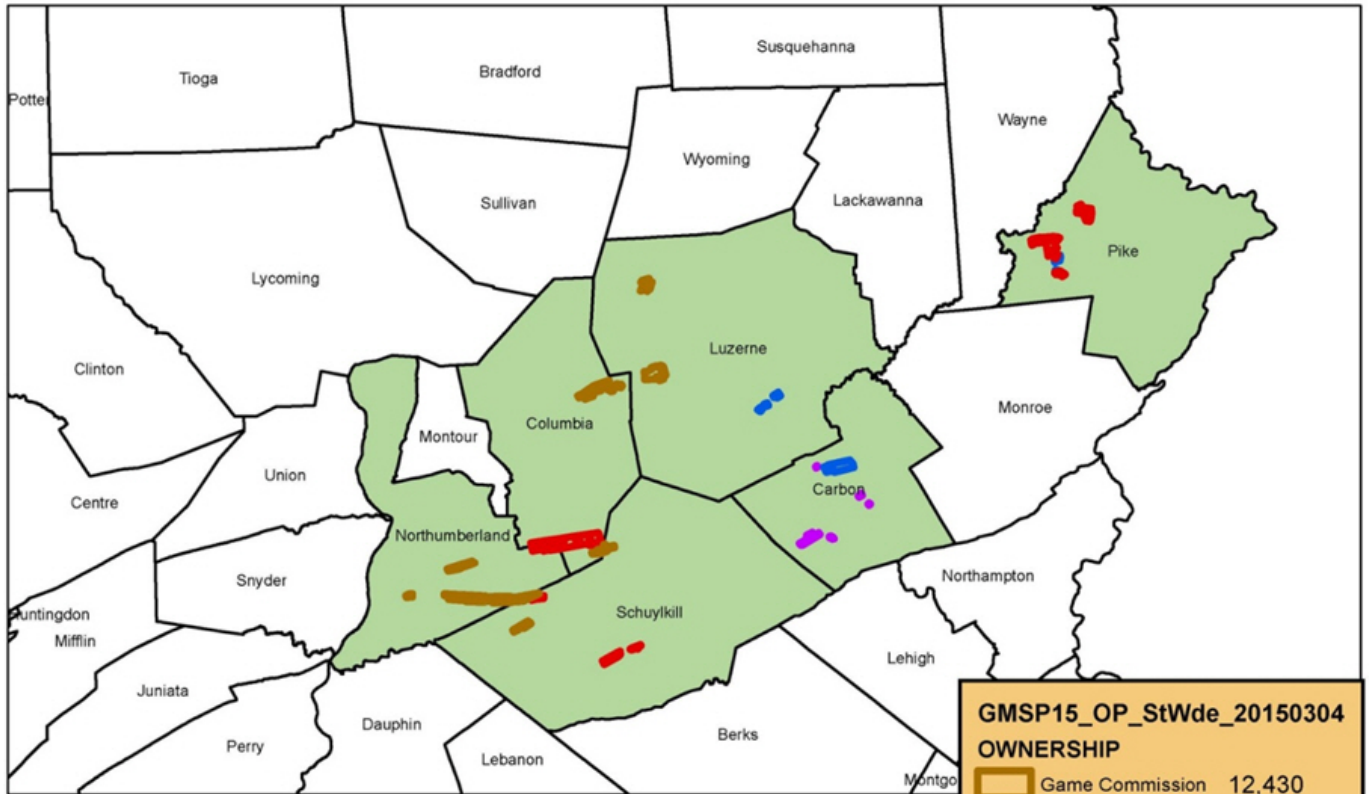 Susquehanna
Bradford
Tioga
Potter
Wayne
Wyoming
Lackawanna
Sullivan
Pike
Lycoming
Luzerne
Clinton
Monroe
Columbia
Montour
Union
Carbon
Centre
Northumberland
Northampton
Snyder
Schuylkill
untingdon
Mifflin
Lehigh
Juniata
Dauphin
Berks
Perry
Lebanon
Montgo
GMSP15_OP_StWde_20150304
OWNERSHIP
Game Commission 12,430